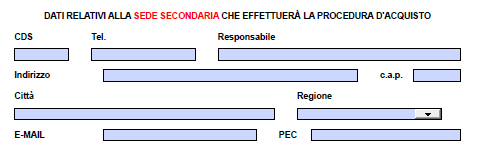 DATI RELATIVI ALLA SEDE SECONDARIA CHE EFFETTUERÀ LA PROCEDURA D'ACQUISTO
CDS Tel. Responsabile
Indirizzo c.a.p.
Città Regione
E-MAIL PEC